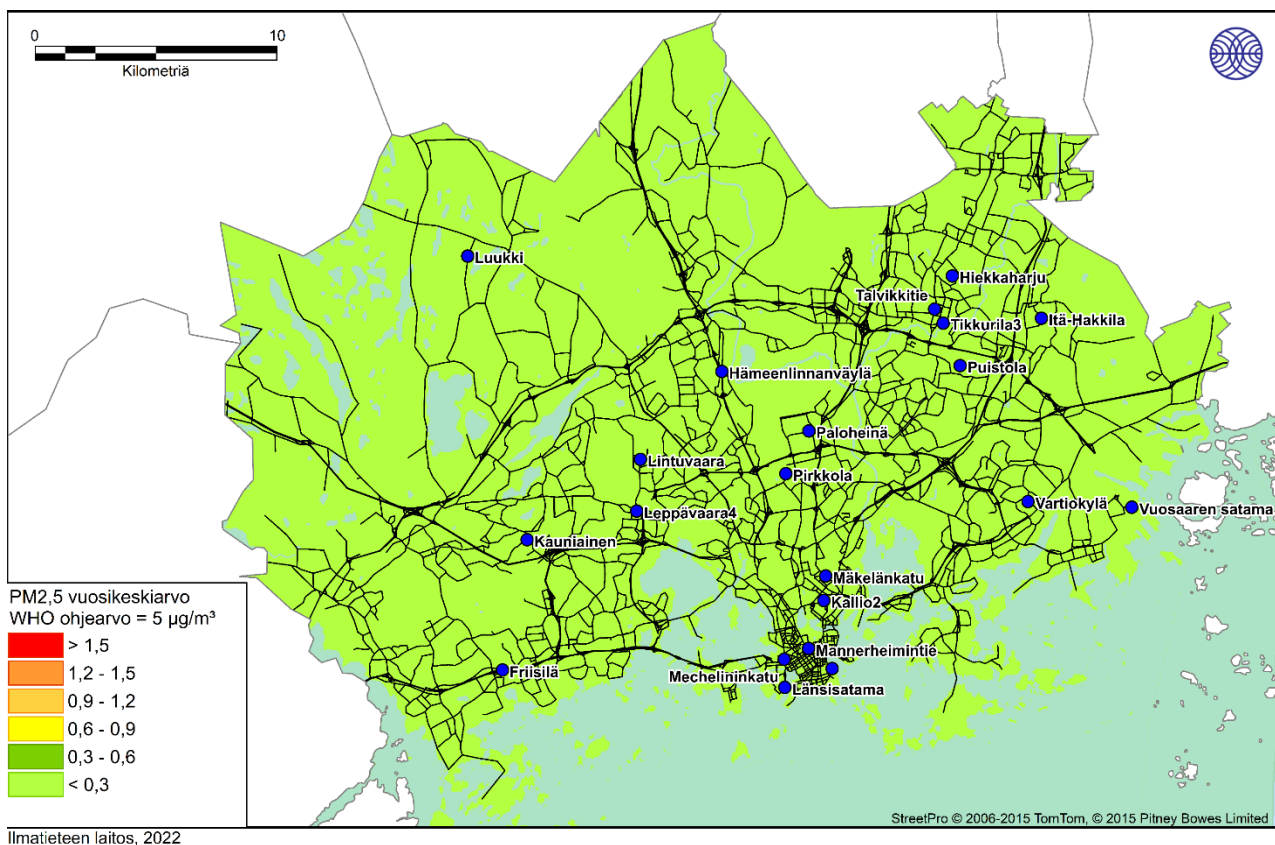 0 10
Kilometriä
Luukki
Hiekkaharju
Talvikkitie
Itä-Hakkila
Tikkurila3
Puistola
Hämeenlinnanväylä
Paloheinä
Lintuvaara
Pirkkola
Vartiokylä
Vuosaaren satama
Leppävaara4
Kauniainen
Mäkelänkatu
Kallio2
Mannerheimintie
Friisilä
Mechelininkatu
Länsisatama
PM2,5 vuosikeskiarvo
WHO ohjearvo = 5 µg/m³
> 1,5
1,2 - 1,5
0,9 - 1,2
0,6 - 0,9
0,3 - 0,6
< 0,3
StreetPro © 2006-2015 TomTom, © 2015 Pitney Bowes Limited
Ilmatieteen laitos, 2022